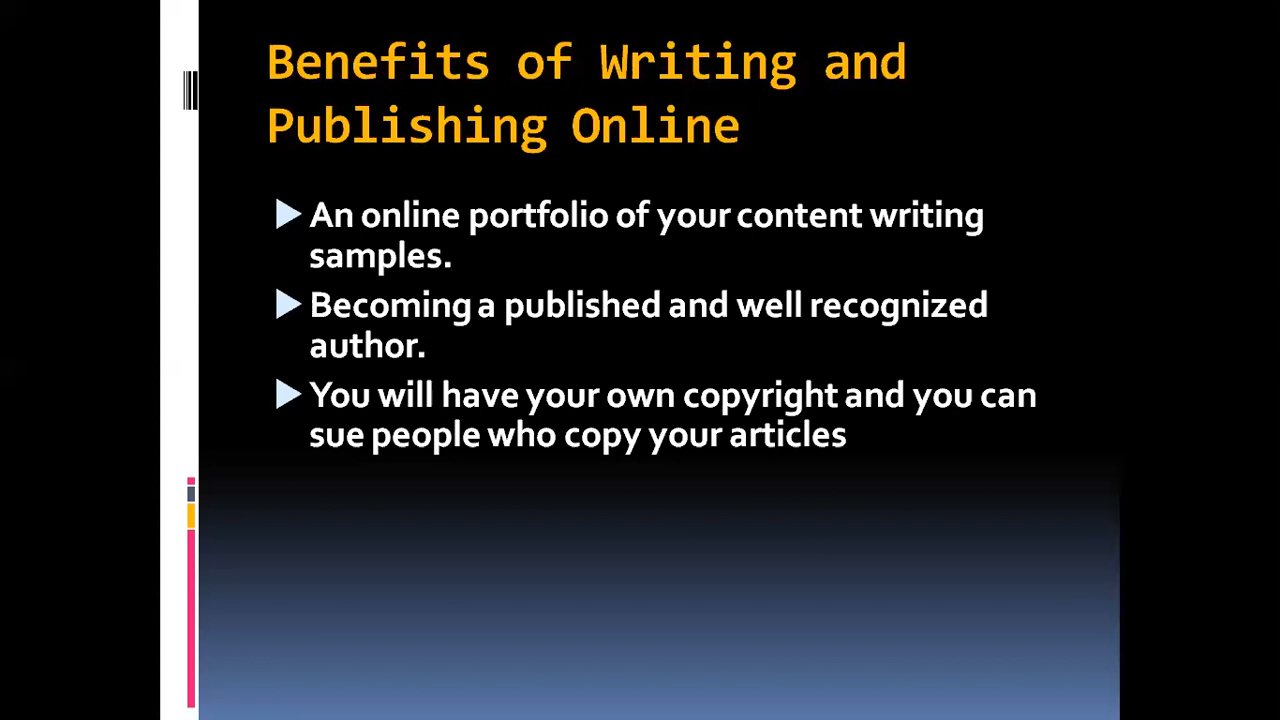 Benefits of Writing and
Publishing Online
An online portfolio of your content writing
samples.
Becoming a published and well recognized
author.
You will have your own copyright and you can
sue people who copy your articles